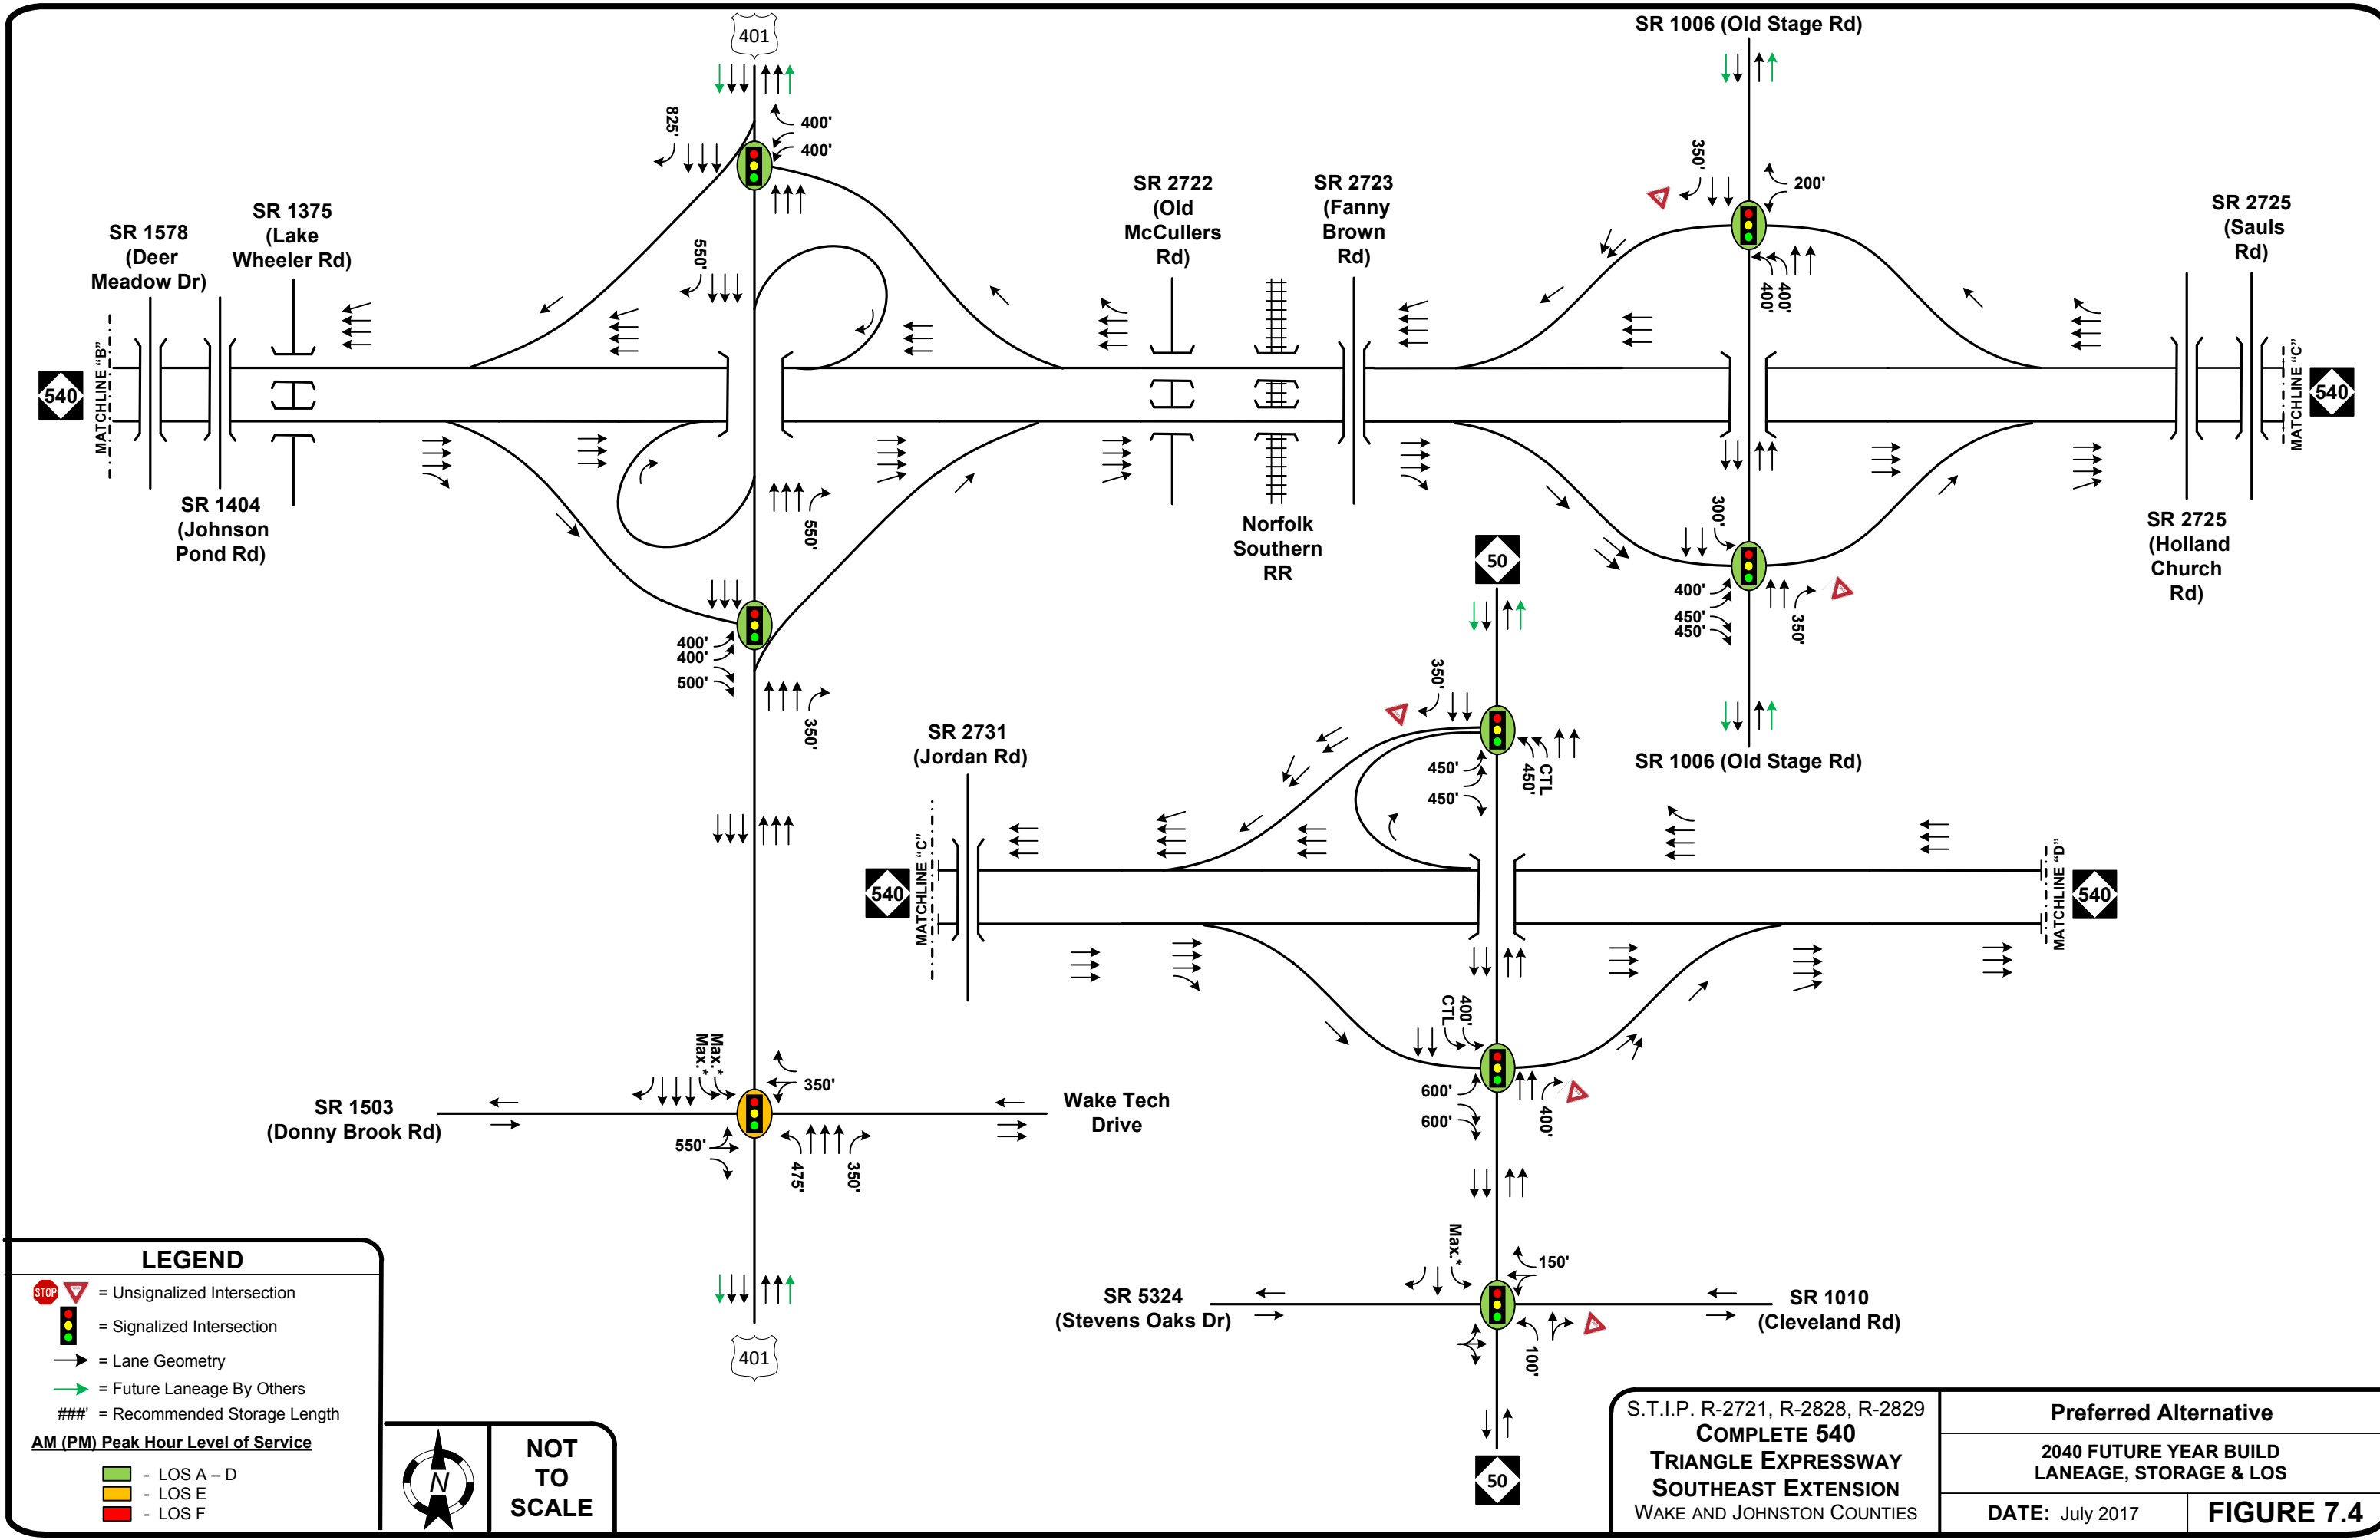 401
SR 1006 (Old Stage Rd)
825'
400'
400'
350'
200'
SR 1578
(Deer
Meadow Dr)
SR 1375
(Lake
Wheeler Rd)
SR 2722
(Old
McCullers
Rd)
SR 2723
(Fanny
Brown
Rd)
SR 2725
(Sauls
Rd)
550'
400'
400'
MATCHLINE "B"
540
MATCHLINE "C"
540
SR 1404
(Johnson
Pond Rd)
550'
Norfolk
Southern
RR
300'
SR 2725
(Holland
Church
Rd)
400'
450'
450'
350'
400'
400'
500'
350'
SR 1006 (Old Stage Rd)
50
350'
450'
450'
450'
CTL
SR 2731
(Jordan Rd)
540
MATCHLINE "C"
MATCHLINE "D"
540
CTL
400'
600'
600'
400'
Max.*
Max.*
350'
SR 1503
(Donny Brook Rd)
Wake Tech
Drive
550'
475'
350'
Max.*
150'
SR 5324
(Stevens Oaks Dr)
SR 1010
(Cleveland Rd)
100'
401
50
LEGEND
STOP
= Unsignalized Intersection
= Signalized Intersection
= Lane Geometry
= Future Laneage By Others
###' = Recommended Storage Length
AM (PM) Peak Hour Level of Service
- LOS A – D
- LOS E
- LOS F
N
NOT
TO
SCALE
S.T.I.P. R-2721, R-2828, R-2829
COMPLETE 540
TRIANGLE EXPRESSWAY
SOUTHEAST EXTENSION
WAKE AND JOHNSTON COUNTIES
Preferred Alternative
2040 FUTURE YEAR BUILD
LANEAGE, STORAGE & LOS
DATE: July 2017
FIGURE 7.4